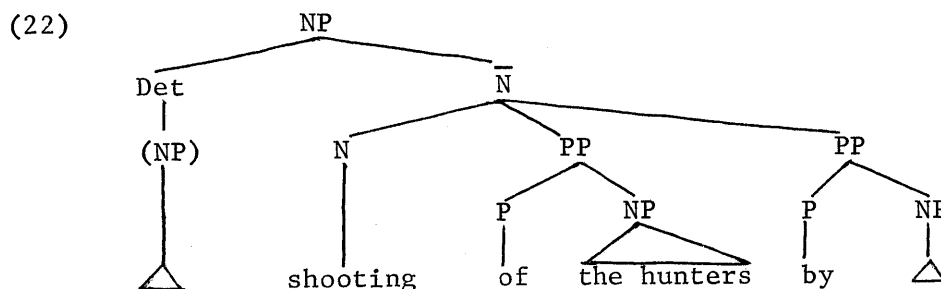 (22) NP
Det N̄
(NP) N PP PP
P NP P NP
shooting of the hunters by